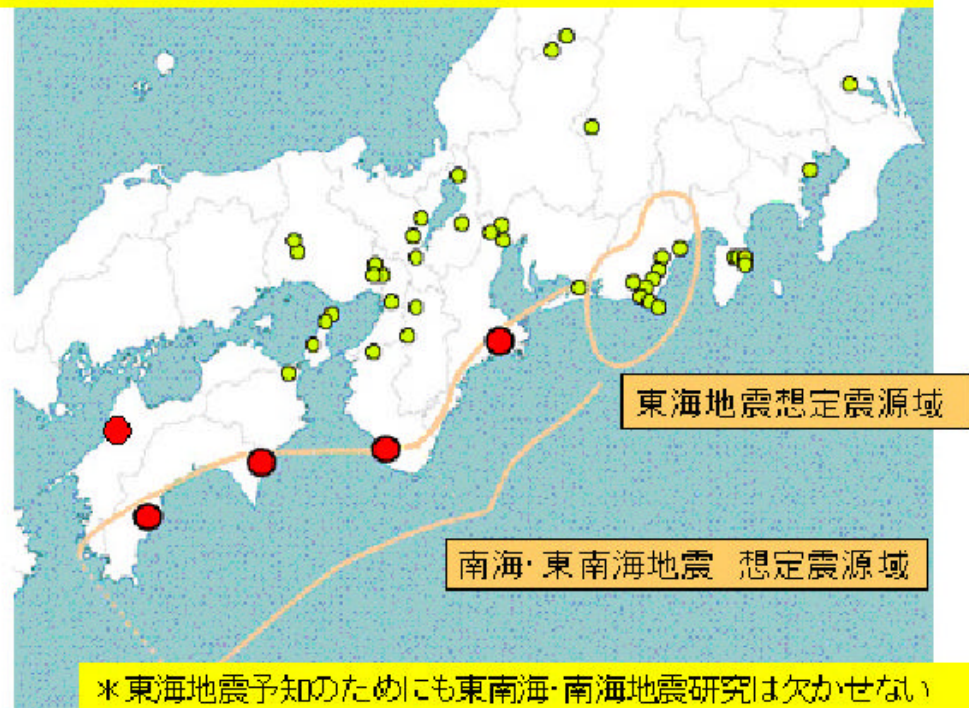 東海地震想定震源域
南海・東南海地震 想定震源域
*東海地震予知のためにも東南海・南海地震研究は欠かせない